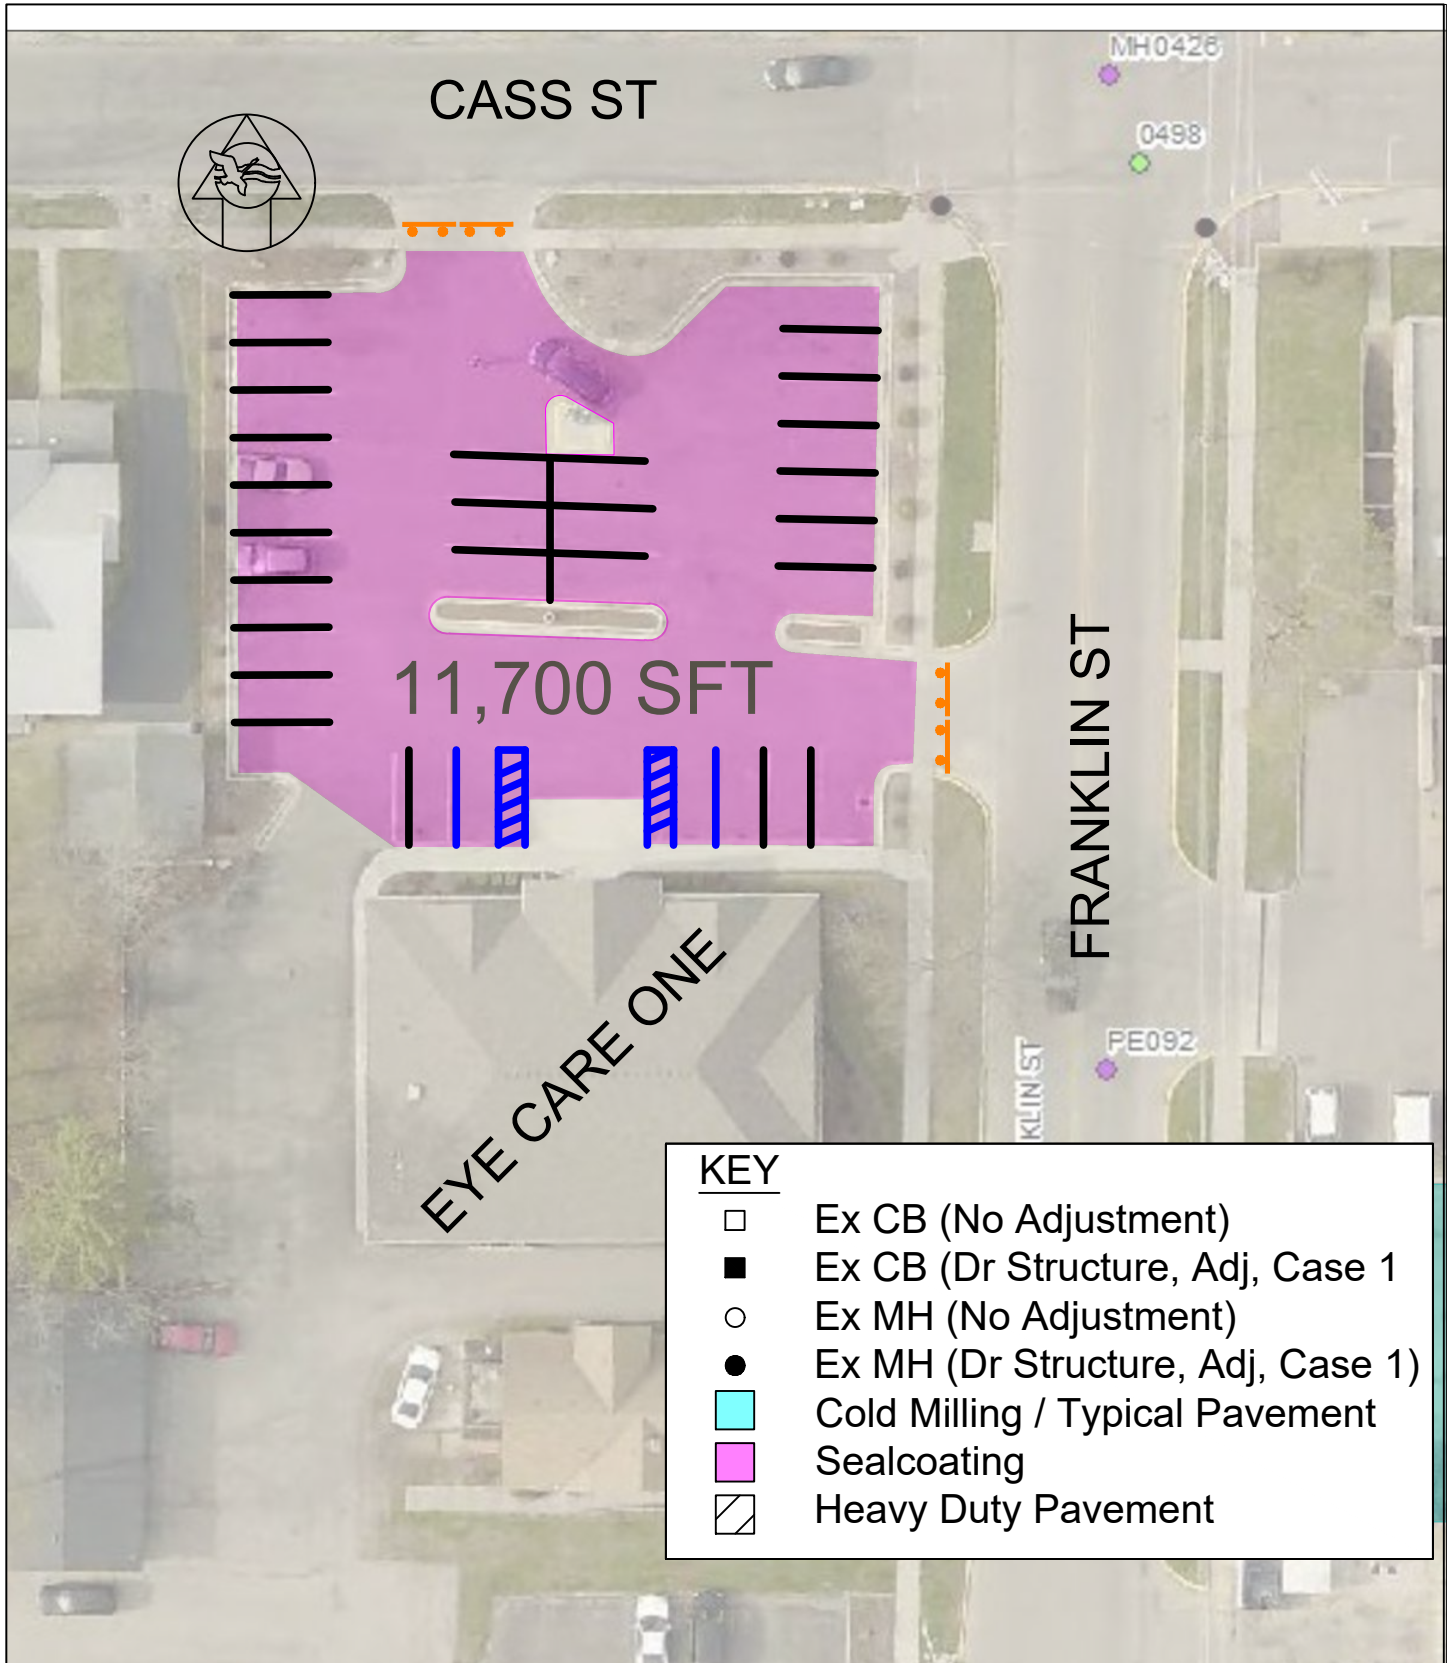 MH0426
CASS ST
0498
11,700 SFT
FRANKLIN ST
EYE CARE ONE
PE092
KLIN ST
KEY
Ex CB (No Adjustment)
Ex CB (Dr Structure, Adj, Case 1
Ex MH (No Adjustment)
Ex MH (Dr Structure, Adj, Case 1)
Cold Milling / Typical Pavement
Sealcoating
Heavy Duty Pavement